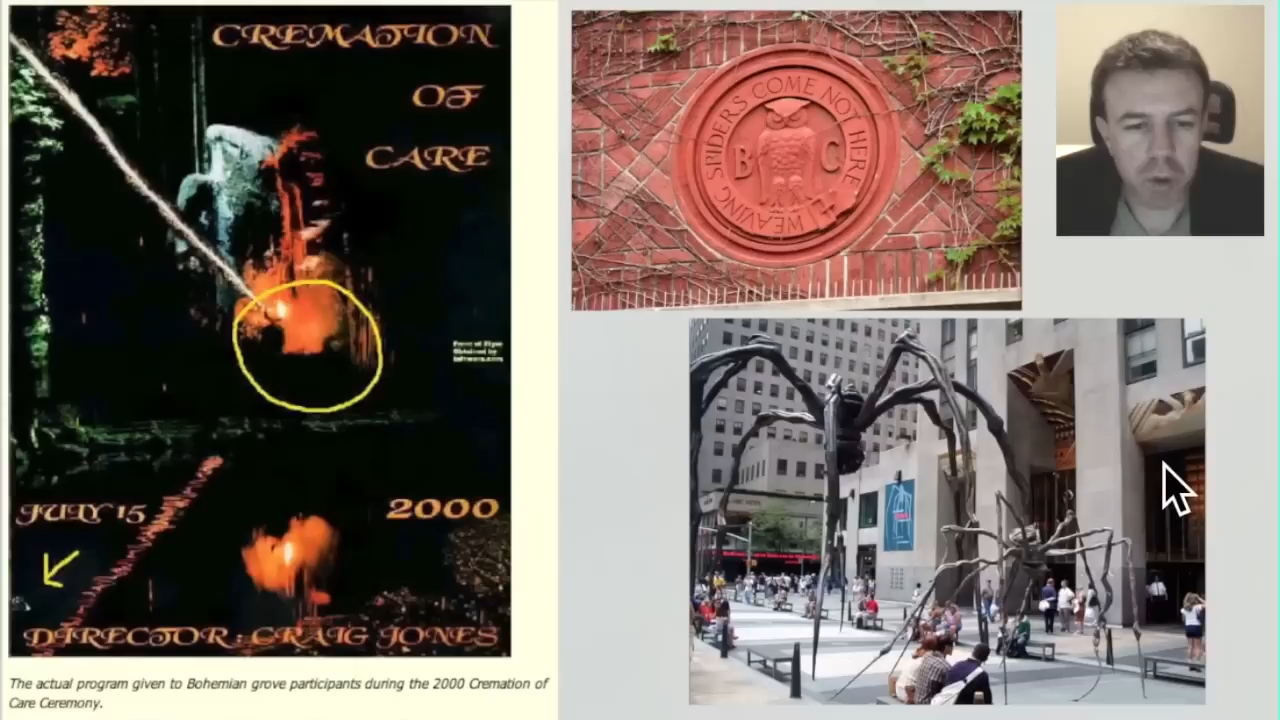 CREMATION
OF
CARE
JULY 15
2000
DIRECTOR: CRAIG JONES
The actual program given to Bohemian grove participants during the 2000 Cremation of
Care Ceremony.
WEAVING SPIDERS COME NOT HERE
B C